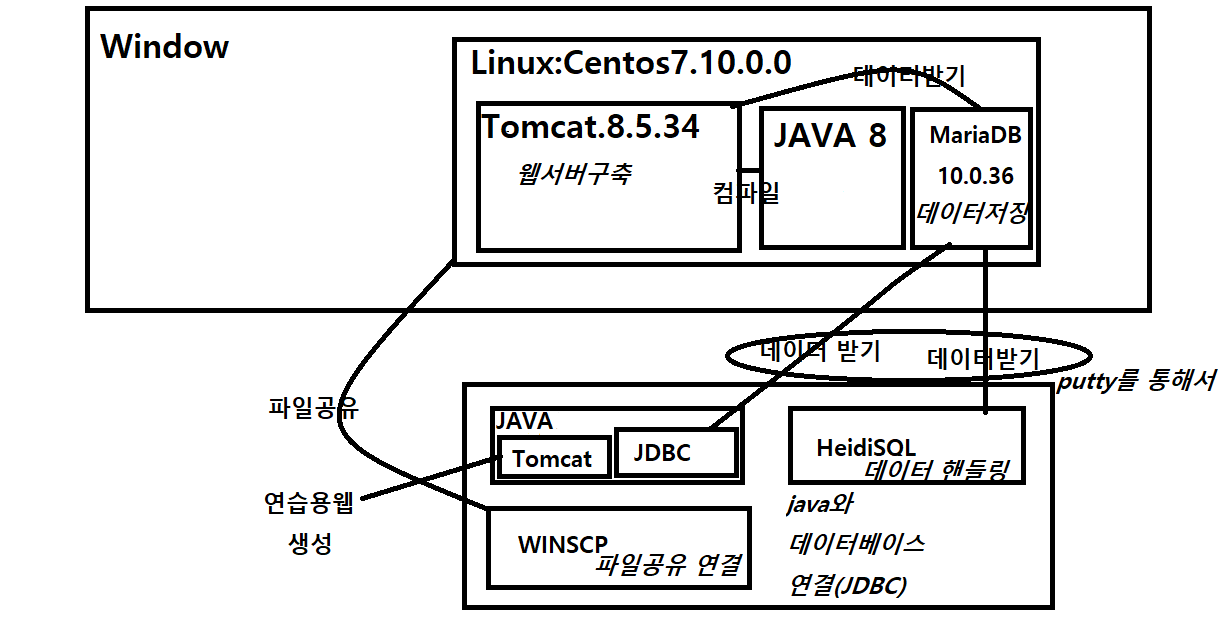 Window
Linux:Centos7.10.0.0
데이터받기
Tomcat.8.5.34
웹서버구축
컴파일
JAVA 8
MariaDB
10.0.36
데이터저장
데이터 받기
데이터받기
putty를 통해서
파일공유
JAVA
Tomcat
JDBC
HeidiSQL
데이터 핸들링
연습용웹
생성
java와
데이터베이스
연결(JDBC)
WINSCP
파일공유 연결